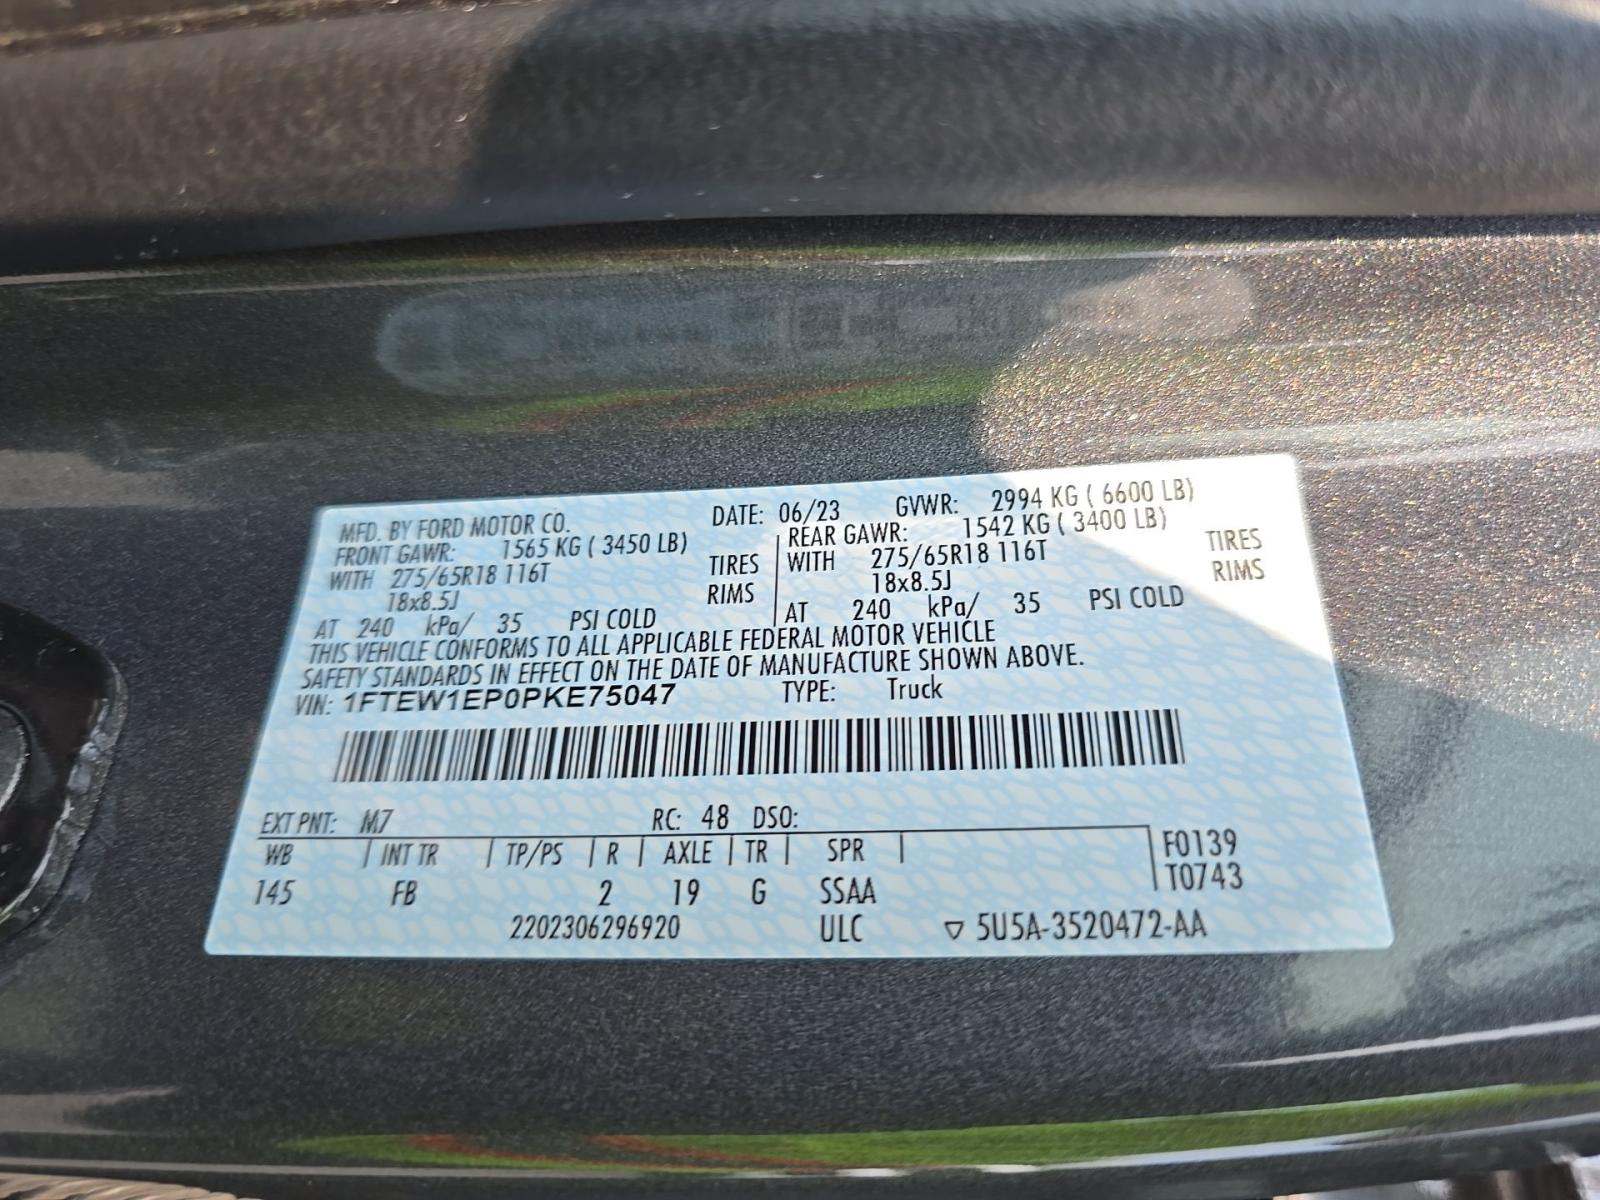 MFD. BY FORD MOTOR CO. DATE: 06/23 GVWR: 2994 KG ( 6600 LB)
FRONT GAWR: 1565 KG ( 3450 LB) REAR GAWR: 1542 KG ( 3400 LB)
WITH 275/65R18 116T TIRES WITH 275/65R18 116T TIRES
18x8.5J RIMS 18x8.5J RIMS
AT 240 kPa/ 35 PSI COLD AT 240 kPa/ 35 PSI COLD
THIS VEHICLE CONFORMS TO ALL APPLICABLE FEDERAL MOTOR VEHICLE
SAFETY STANDARDS IN EFFECT ON THE DATE OF MANUFACTURE SHOWN ABOVE.
VIN: 1FTEW1EP0PKE75047 TYPE: Truck
EXT PNT: M7 RC: 48 DSO:
WB INT TR TP/PS R AXLE TR SPR F0139
145 FB 2 19 G SSAA T0743
2202306296920 ULC ▽ 5U5A-3520472-AA